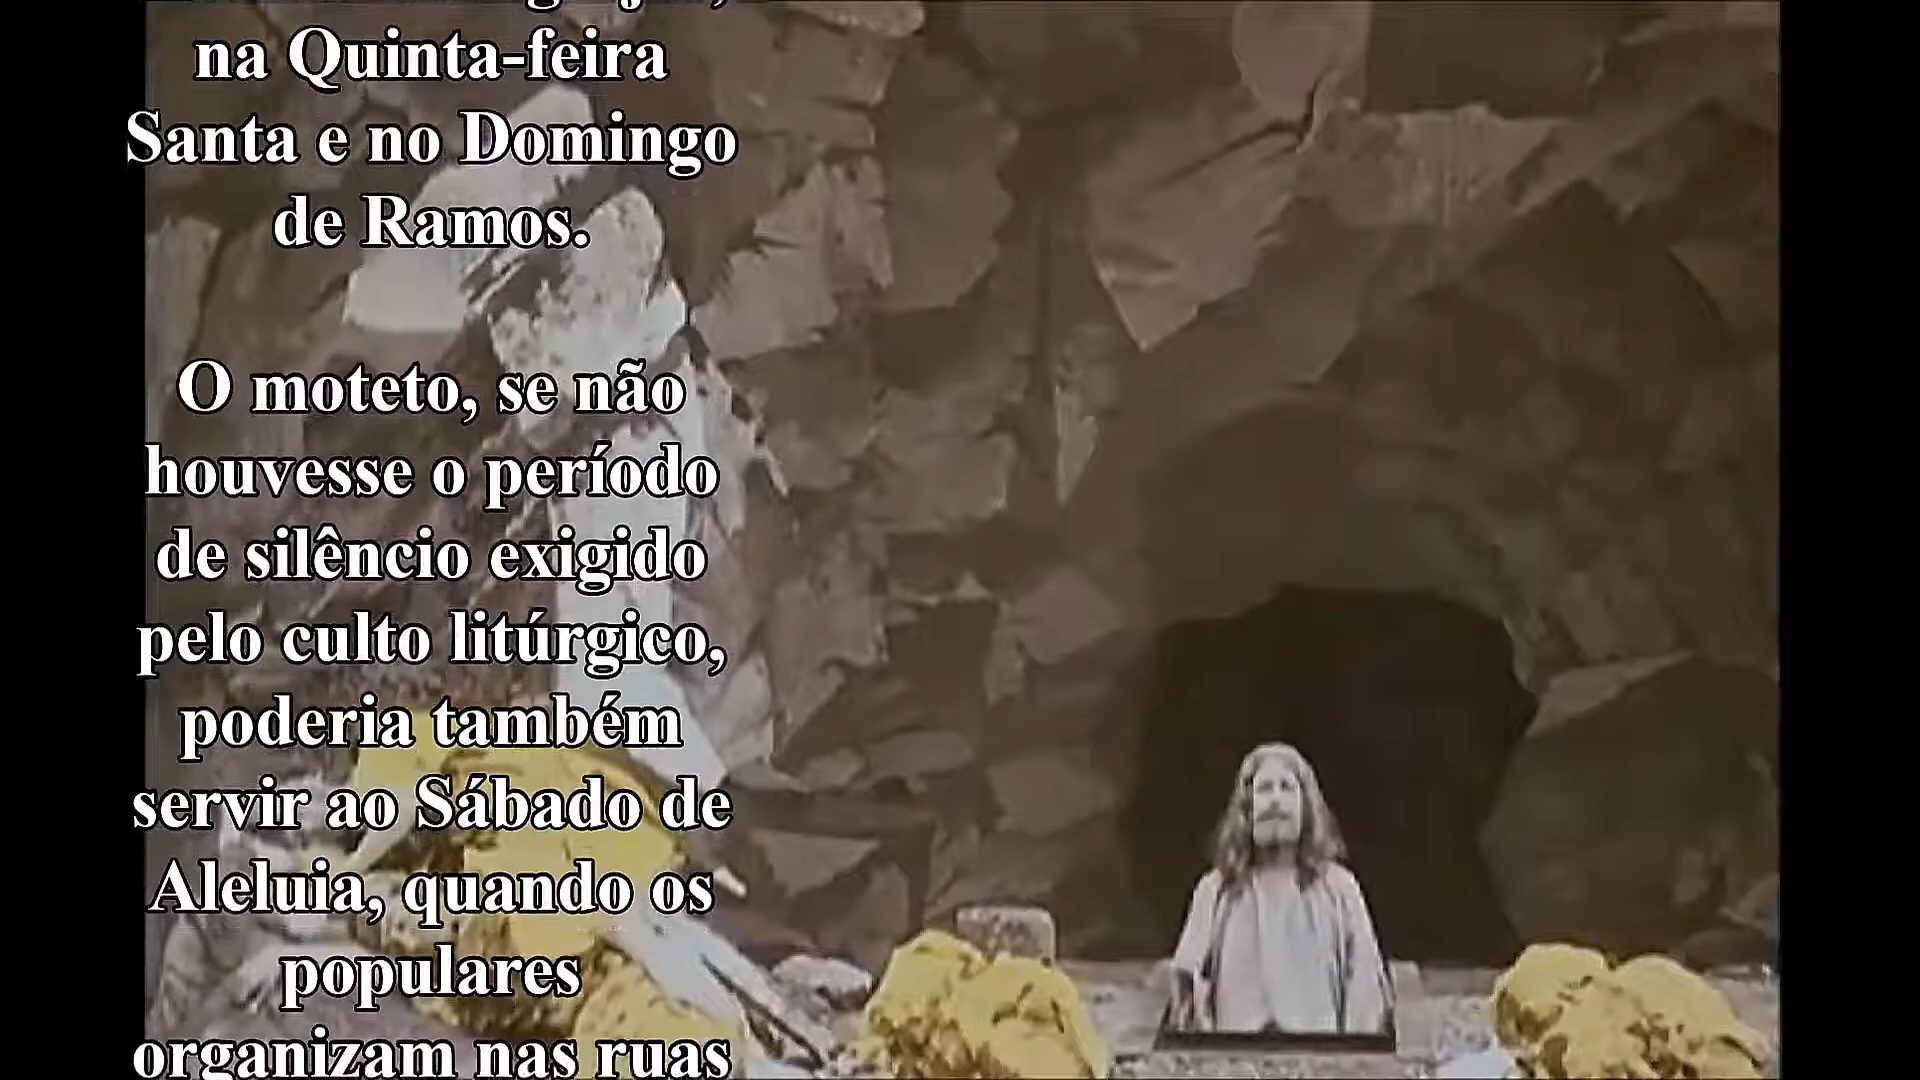 na Quinta-feira
Santa e no Domingo
de Ramos.
O moteto, se não
houvesse o período
de silêncio exigido
pelo culto litúrgico,
poderia também
servir ao Sábado de
Aleluia, quando os
populares
organizam nas ruas